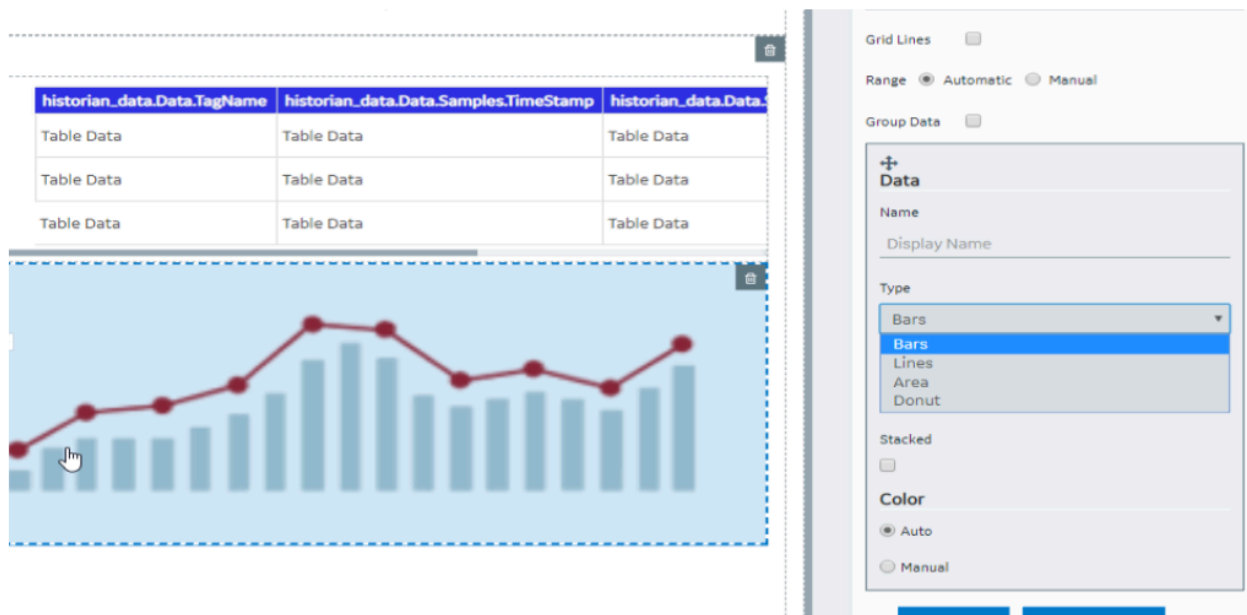 historian_data.Data.TagName historian_data.Data.Samples.TimeStamp historian_data.Data.
Table Data Table Data Table Data
Table Data Table Data Table Data
Table Data Table Data Table Data
Grid Lines
Range Automatic Manual
Group Data
Data
Name
Display Name
Type
Bars
Bars
Lines
Area
Donut
Stacked
Color
Auto
Manual